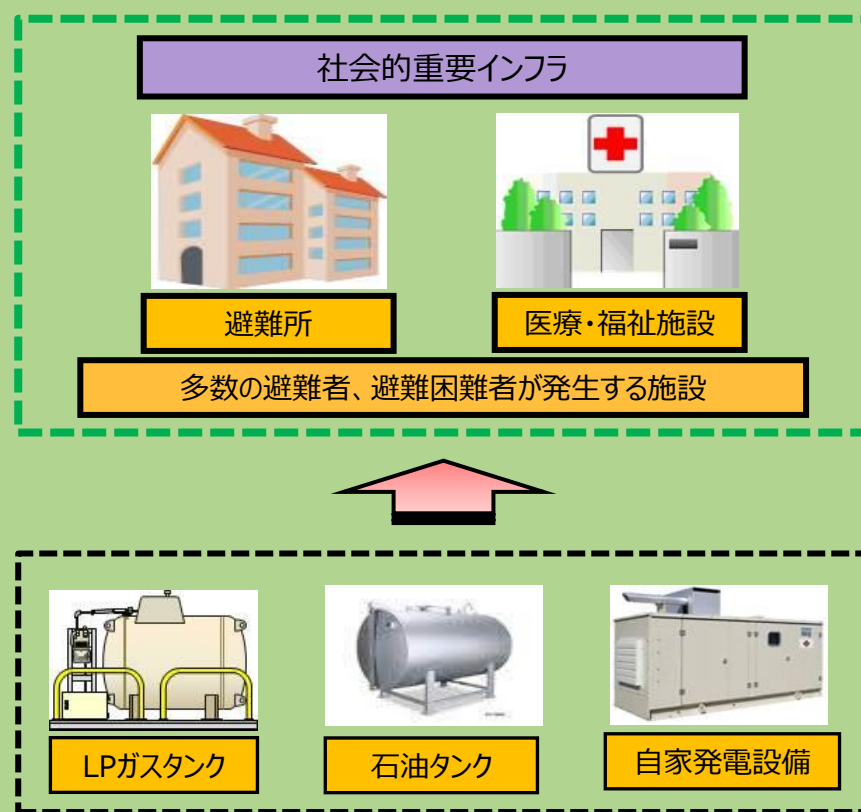 社会的重要インフラ
避難所
医療・福祉施設
多数の避難者、避難困難者が発生する施設
LPガスタンク
石油タンク
自家発電設備